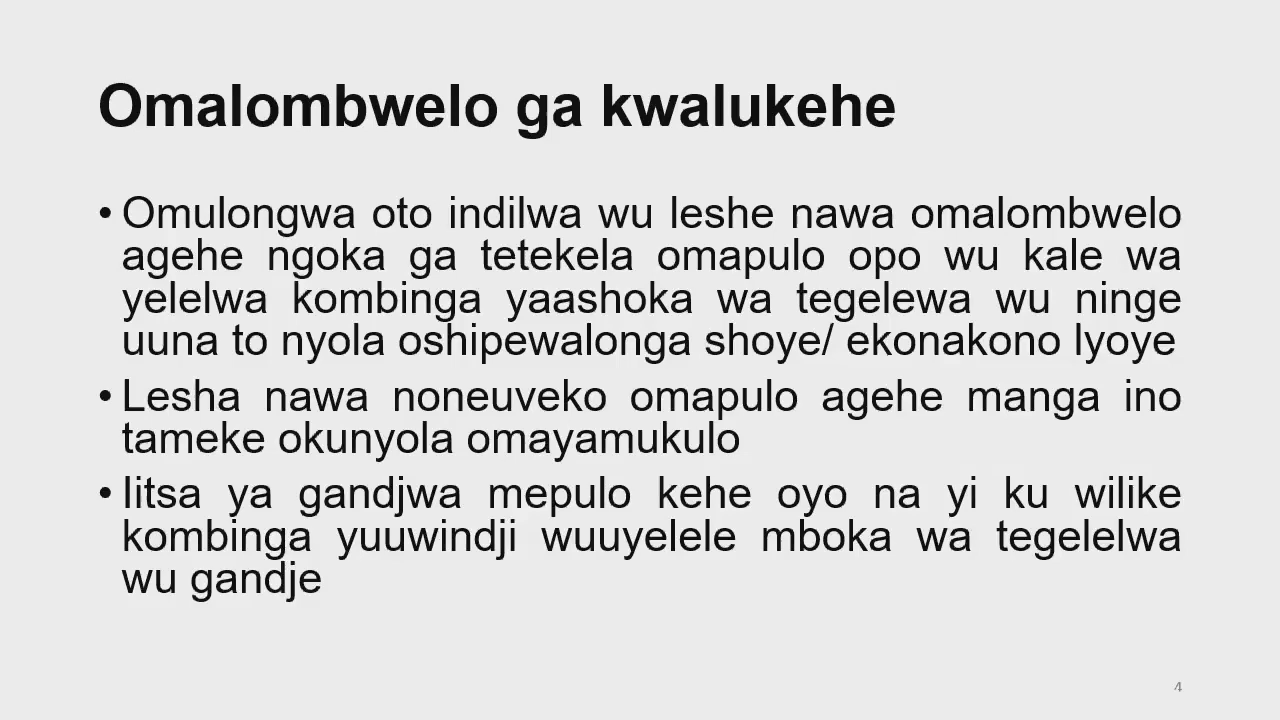 Omalombwelo ga kwalukehe
• Omulongwa oto indilwa wu leshe nawa omalombwelo
agehe ngoka ga tetekela omapulo opo wu kale wa
yelelwa kombinga yaashoka wa tegelewa wu ninge
uuna to nyola oshipewalonga shoye/ ekonakono lyoye
• Lesha nawa noneuveko omapulo agehe manga ino
tameke okunyola omayamukulo
• Iitsa ya gandjwa mepulo kehe oyo na yi ku wilike
kombinga yuuwindji wuuyelele mboka wa tegelelwa
wu gandje
4